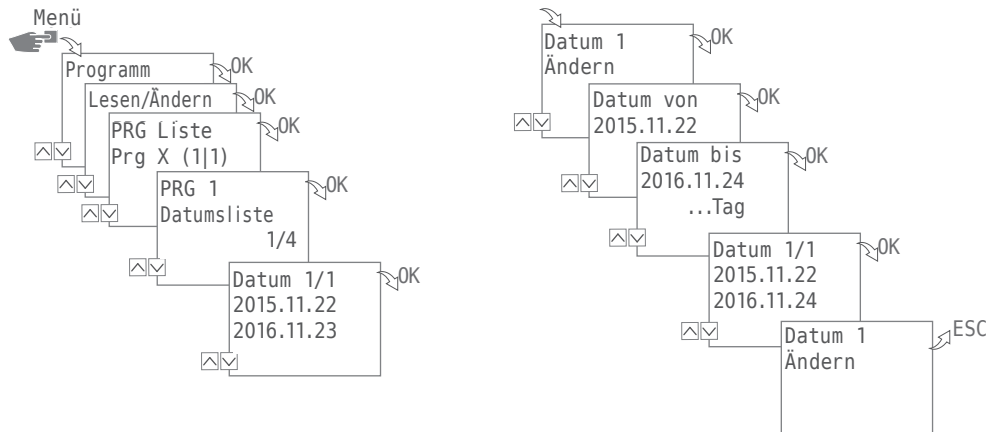 Menü
Programm
OK
Lesen/Ändern
OK
PRG Liste
OK
Prg X (1|1)
PRG 1
OK
Datumsliste
1/4
Datum 1/1
OK
2015.11.22
2016.11.23
Datum 1
OK
Ändern
Datum von
OK
2015.11.22
Datum bis
OK
2016.11.24
...Tag
Datum 1/1
OK
2015.11.22
2016.11.24
Datum 1
ESC
Ändern